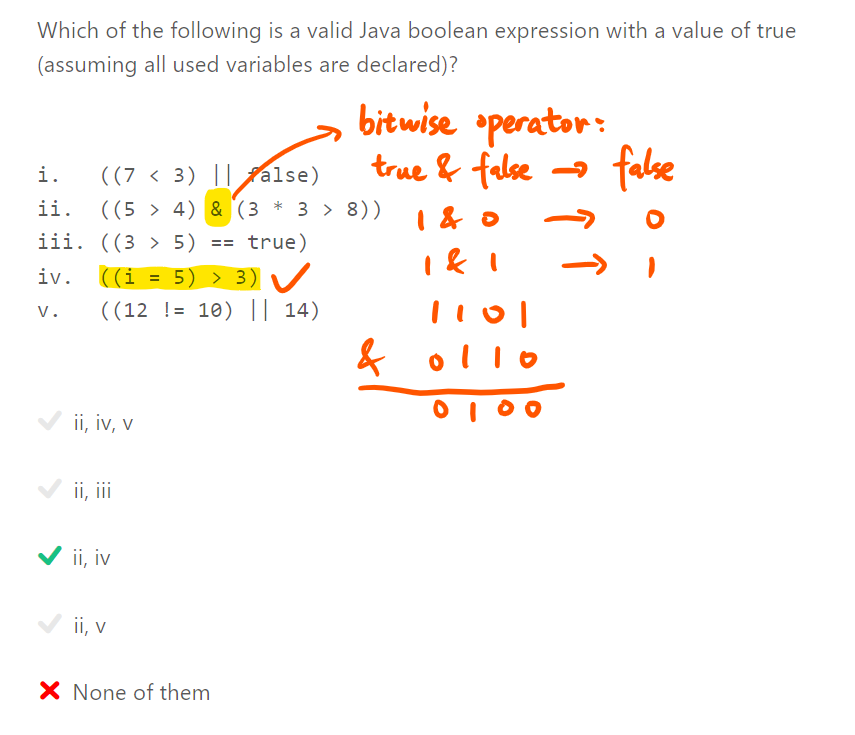 Which of the following is a valid Java boolean expression with a value of true
(assuming all used variables are declared)?
bitwise operator:
i. ((7 < 3) || false)
true & false → false
ii. ((5 > 4) & (3 * 3 > 8))
1 & 0 → 0
iii. ((3 > 5) == true)
1 & 1 → 1
iv. ((i = 5) > 3)
v. ((12 != 10) || 14)
1101
& 0110
0100
ii, iv, v
ii, iii
ii, iv
ii, v
None of them